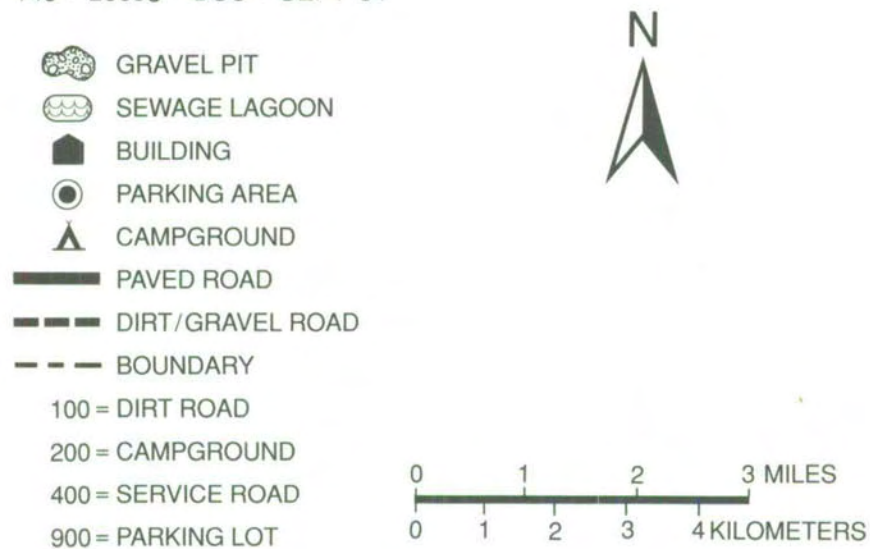 GRAVEL PIT
SEWAGE LAGOON
BUILDING
PARKING AREA
CAMPGROUND
PAVED ROAD
DIRT/GRAVEL ROAD
BOUNDARY
100 = DIRT ROAD
200 = CAMPGROUND
400 = SERVICE ROAD
900 = PARKING LOT
N
0 1 2 3 MILES
0 1 2 3 4 KILOMETERS